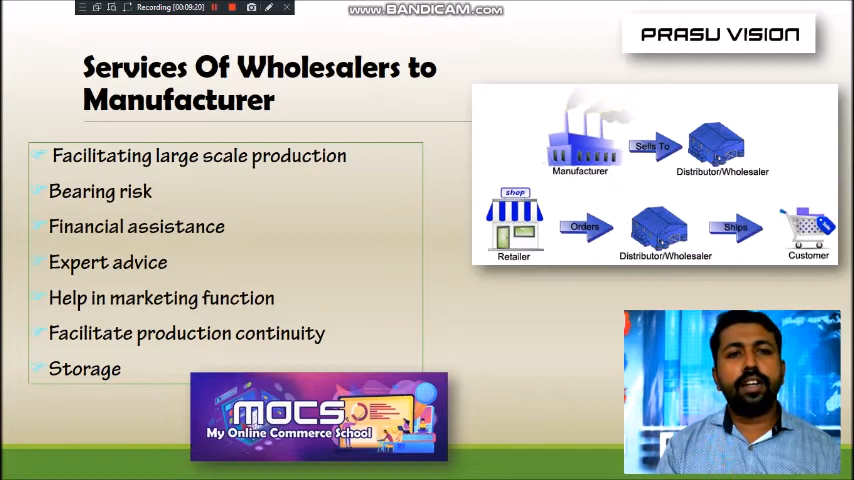 Recording [00:09:20]
www.BANDICAM.com
PRASU VISION
Services Of Wholesalers to
Manufacturer
Facilitating large scale production
Bearing risk
Financial assistance
Expert advice
Help in marketing function
Facilitate production continuity
Storage
Sells To
Manufacturer
Distributor/Wholesaler
shop
Orders
Ships
Retailer
Distributor/Wholesaler
Customer
MOCS
My Online Commerce School